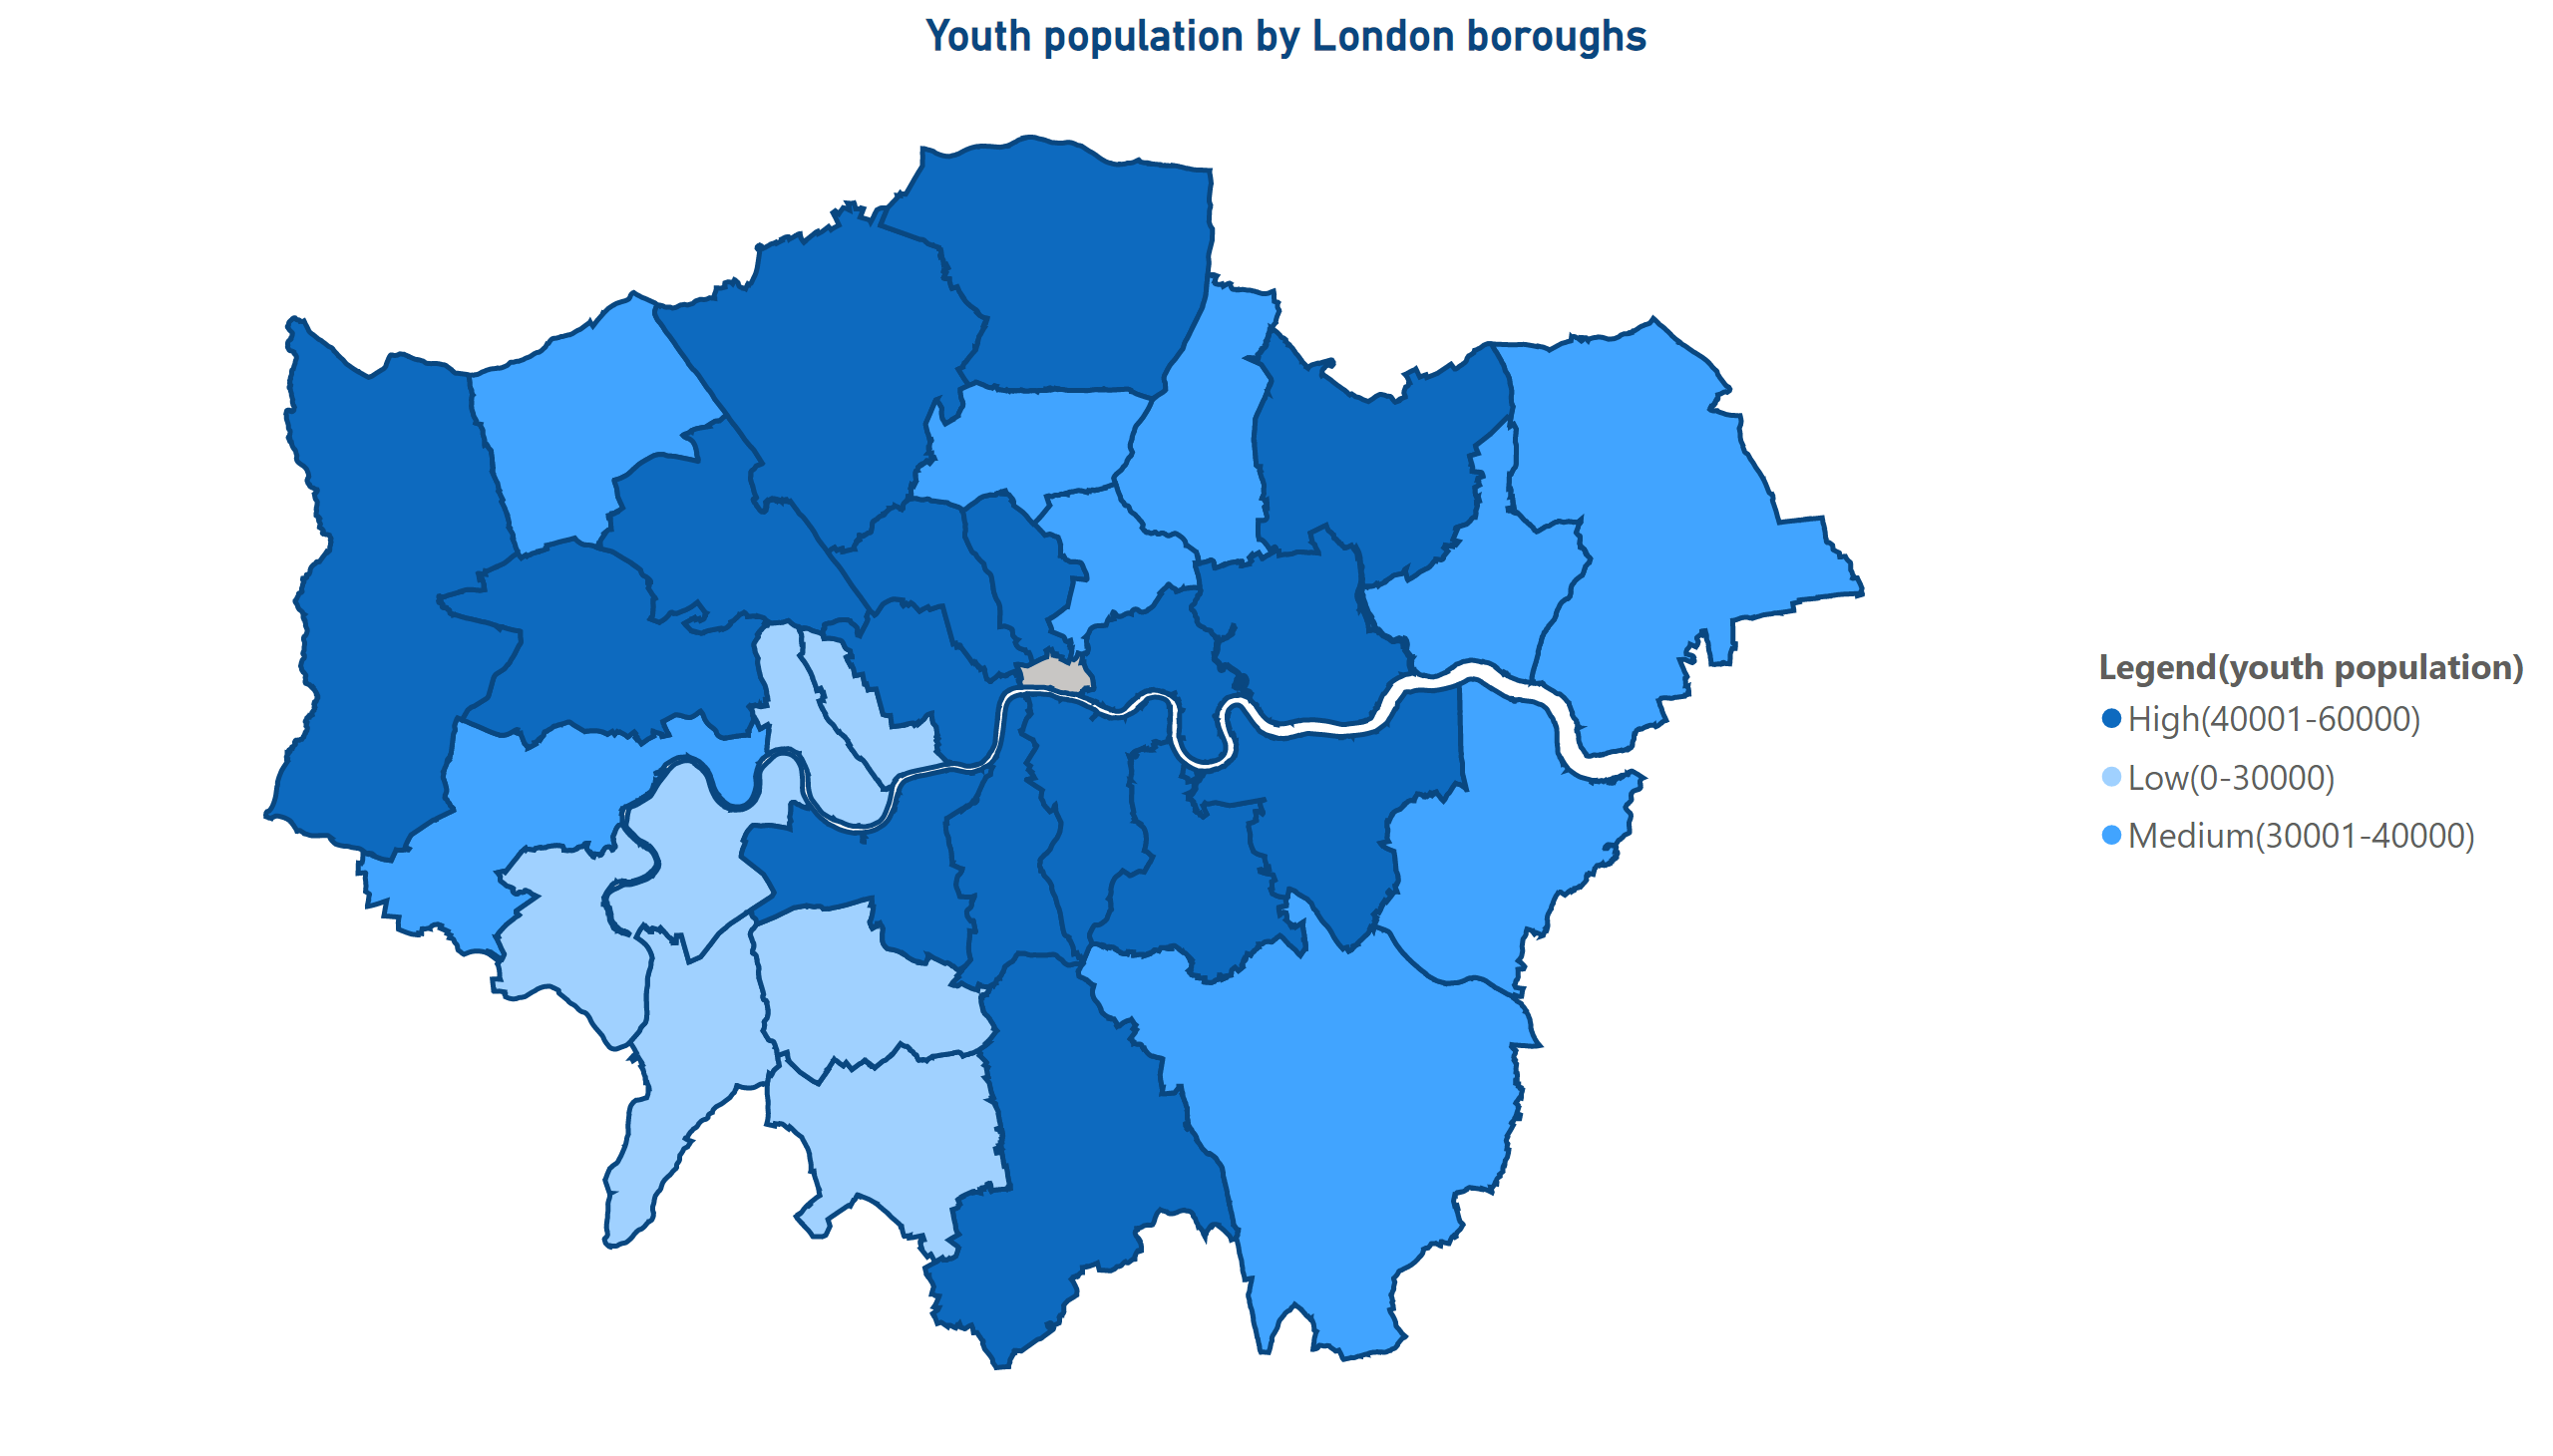 Youth population by London boroughs
Legend(youth population)
High(40001-60000)
Low(0-30000)
Medium(30001-40000)